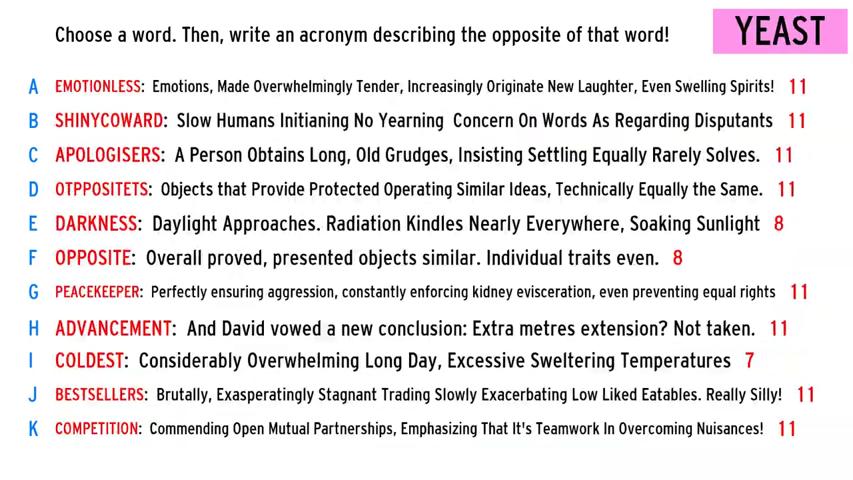 Choose a word. Then, write an acronym describing the opposite of that word!
YEAST
A EMOTIONLESS: Emotions, Made Overwhelmingly Tender, Increasingly Originate New Laughter, Even Swelling Spirits! 11
B SHINYCOWARD: Slow Humans Initianing No Yearning Concern On Words As Regarding Disputants 11
C APOLOGISERS: A Person Obtains Long, Old Grudges, Insisting Settling Equally Rarely Solves. 11
D OTPPOSITETS: Objects that Provide Protected Operating Similar Ideas, Technically Equally the Same. 11
E DARKNESS: Daylight Approaches. Radiation Kindles Nearly Everywhere, Soaking Sunlight 8
F OPPOSITE: Overall proved, presented objects similar. Individual traits even. 8
G PEACEKEEPER: Perfectly ensuring aggression, constantly enforcing kidney evisceration, even preventing equal rights 11
H ADVANCEMENT: And David vowed a new conclusion: Extra metres extension? Not taken. 11
I COLDEST: Considerably Overwhelming Long Day, Excessive Sweltering Temperatures 7
J BESTSELLERS: Brutally, Exasperatingly Stagnant Trading Slowly Exacerbating Low Liked Eatables. Really Silly! 11
K COMPETITION: Commending Open Mutual Partnerships, Emphasizing That It's Teamwork In Overcoming Nuisances! 11